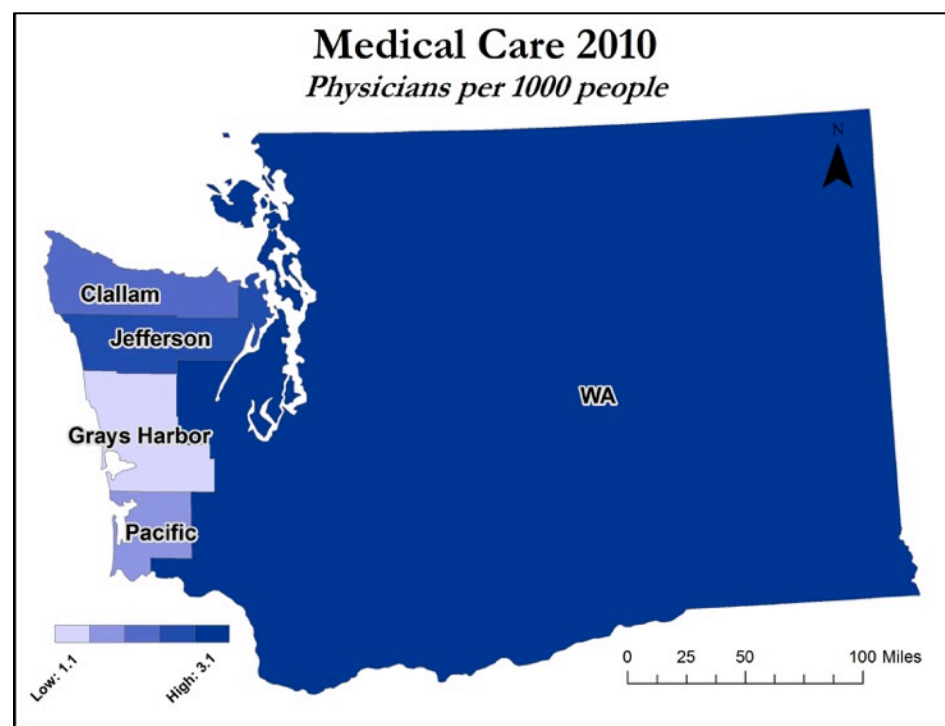 Medical Care 2010
Physicians per 1000 people
N
Clallam
Jefferson
WA
Grays Harbor
Pacific
Low: 1.1
High: 3.1
0 25 50 100 Miles